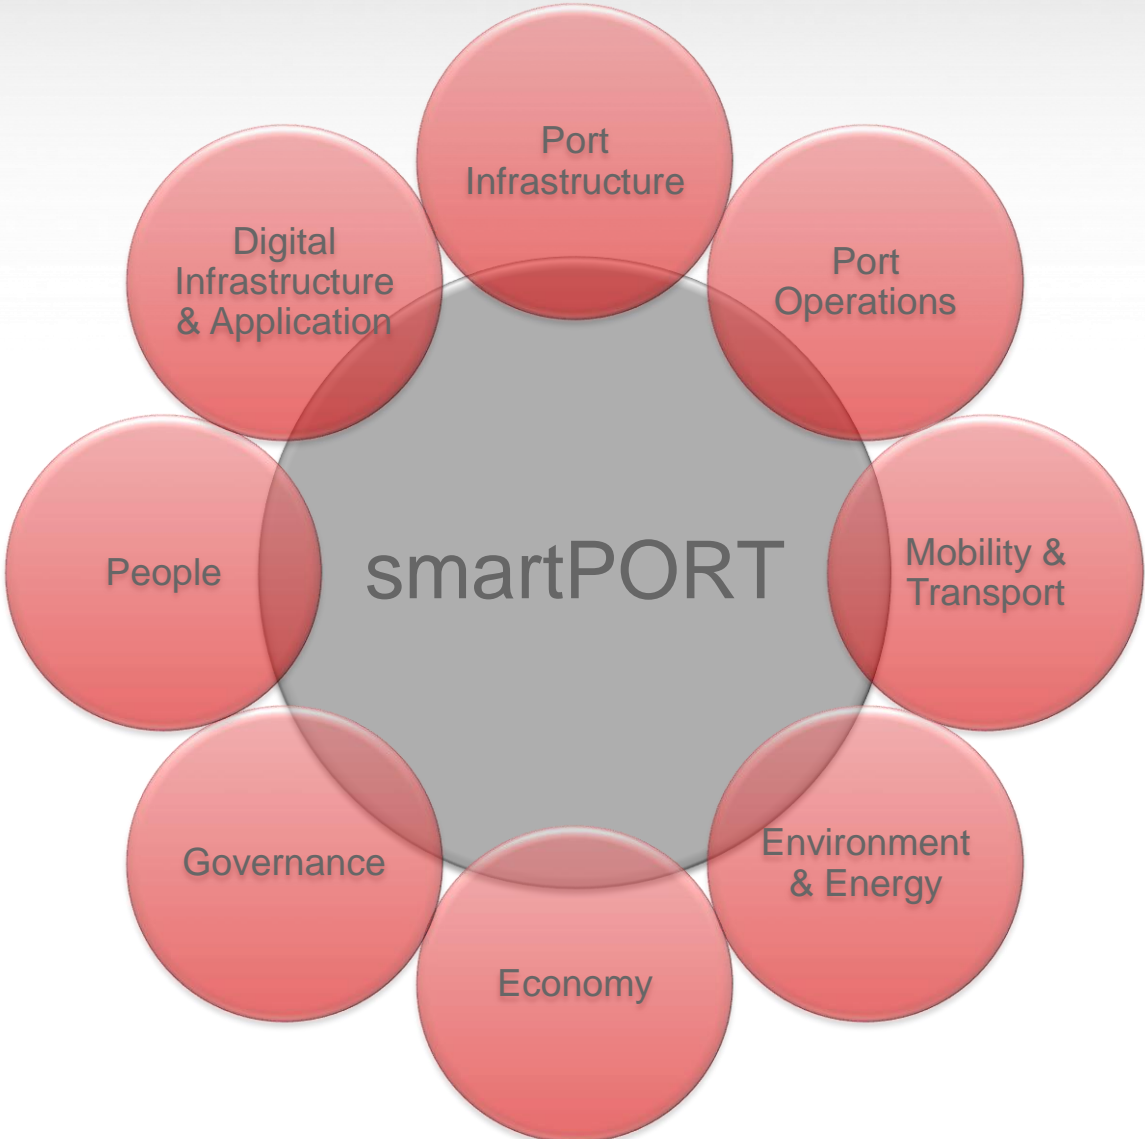 Port
Infrastructure
Port
Operations
Mobility &
Transport
Environment
& Energy
Economy
Governance
People
Digital
Infrastructure
& Application
smartPORT